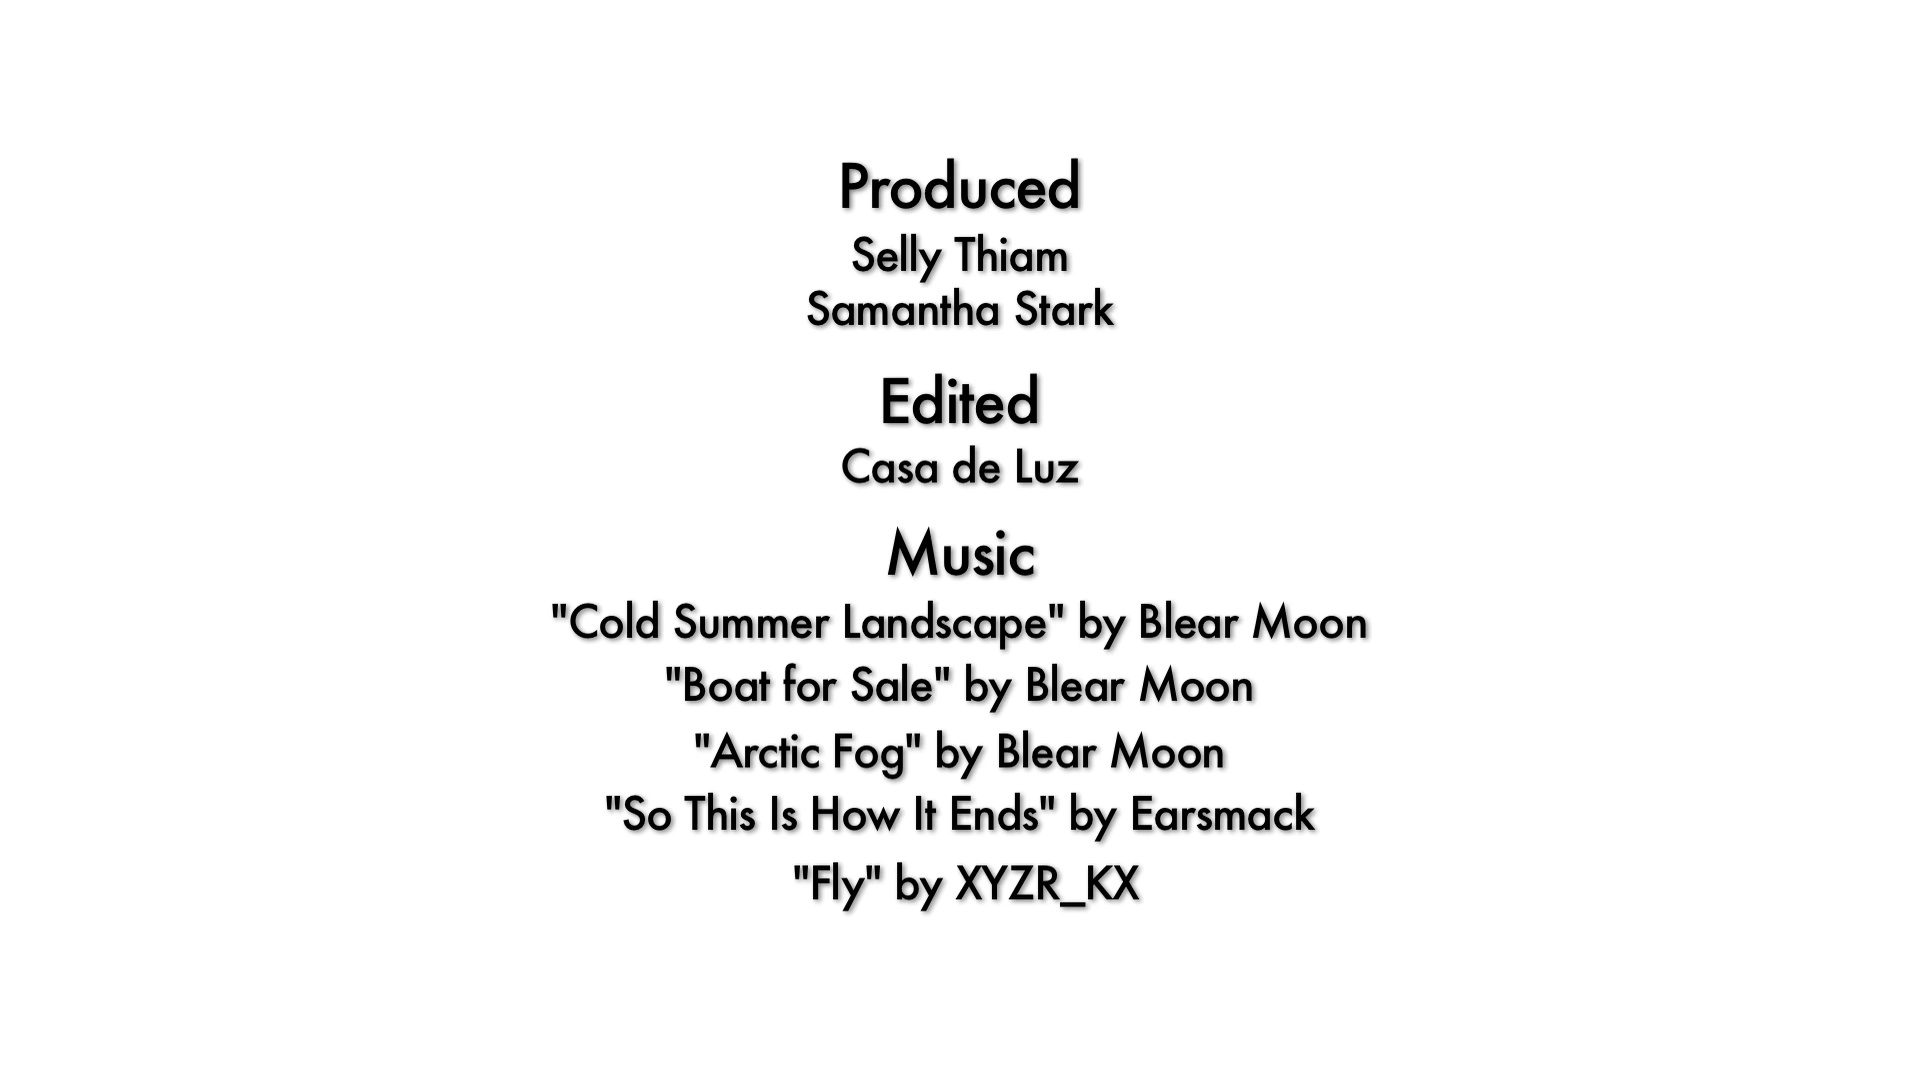 Produced
Selly Thiam
Samantha Stark
Edited
Casa de Luz
Music
"Cold Summer Landscape" by Blear Moon
"Boat for Sale" by Blear Moon
"Arctic Fog" by Blear Moon
"So This Is How It Ends" by Earsmack
"Fly" by XYZR_KX